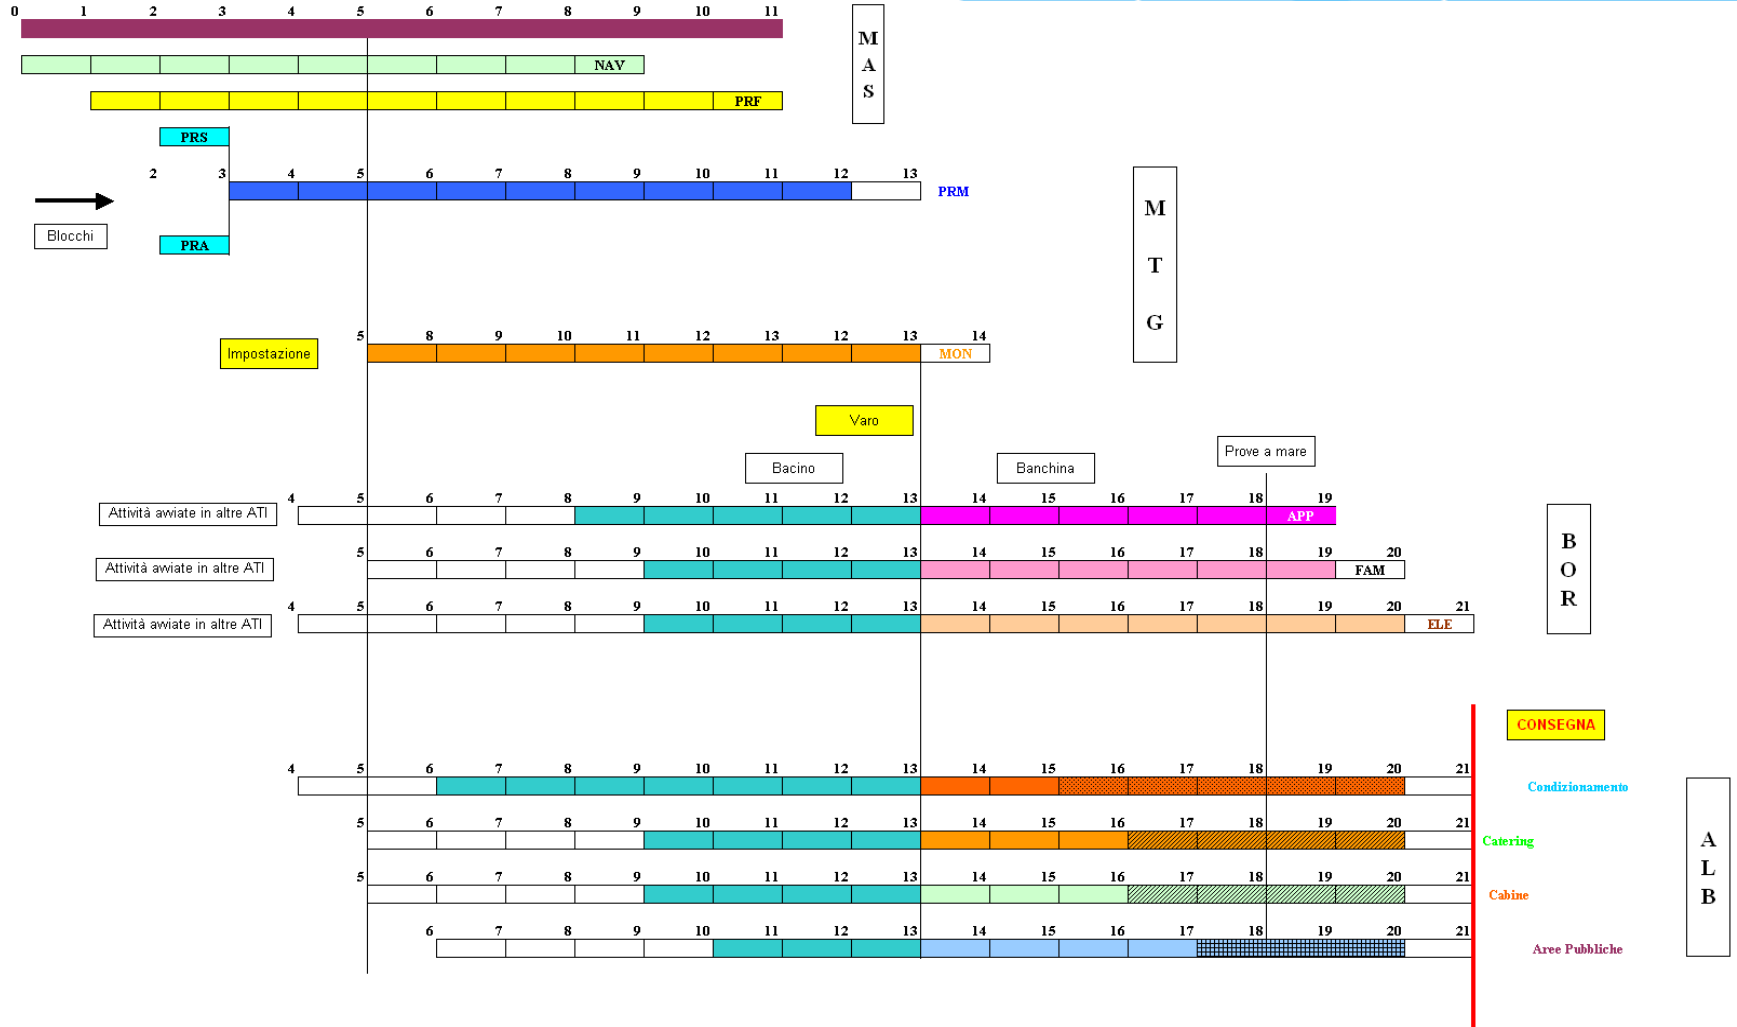 0 1 2 3 4 5 6 7 8 9 10 11
M
A
S
NAV
PRF
PRS
2 3 4 5 6 7 8 9 10 11 12 13
PRM
Blocchi
PRA
M
T
G
5 8 9 10 11 12 13 12 13 14
Impostazione
MON
Varo
Bacino
Banchina
Prove a mare
4 5 6 7 8 9 10 11 12 13 14 15 16 17 18 19
Attività avviate in altre ATI
APP
5 6 7 8 9 10 11 12 13 14 15 16 17 18 19 20
Attività avviate in altre ATI
FAM
B
O
R
4 5 6 7 8 9 10 11 12 13 14 15 16 17 18 19 20 21
Attività avviate in altre ATI
ELE
CONSEGNA
4 5 6 7 8 9 10 11 12 13 14 15 16 17 18 19 20 21
Condizionamento
5 6 7 8 9 10 11 12 13 14 15 16 17 18 19 20 21
Catering
5 6 7 8 9 10 11 12 13 14 15 16 17 18 19 20 21
Cabine
6 7 8 9 10 11 12 13 14 15 16 17 18 19 20 21
Aree Pubbliche
A
L
B